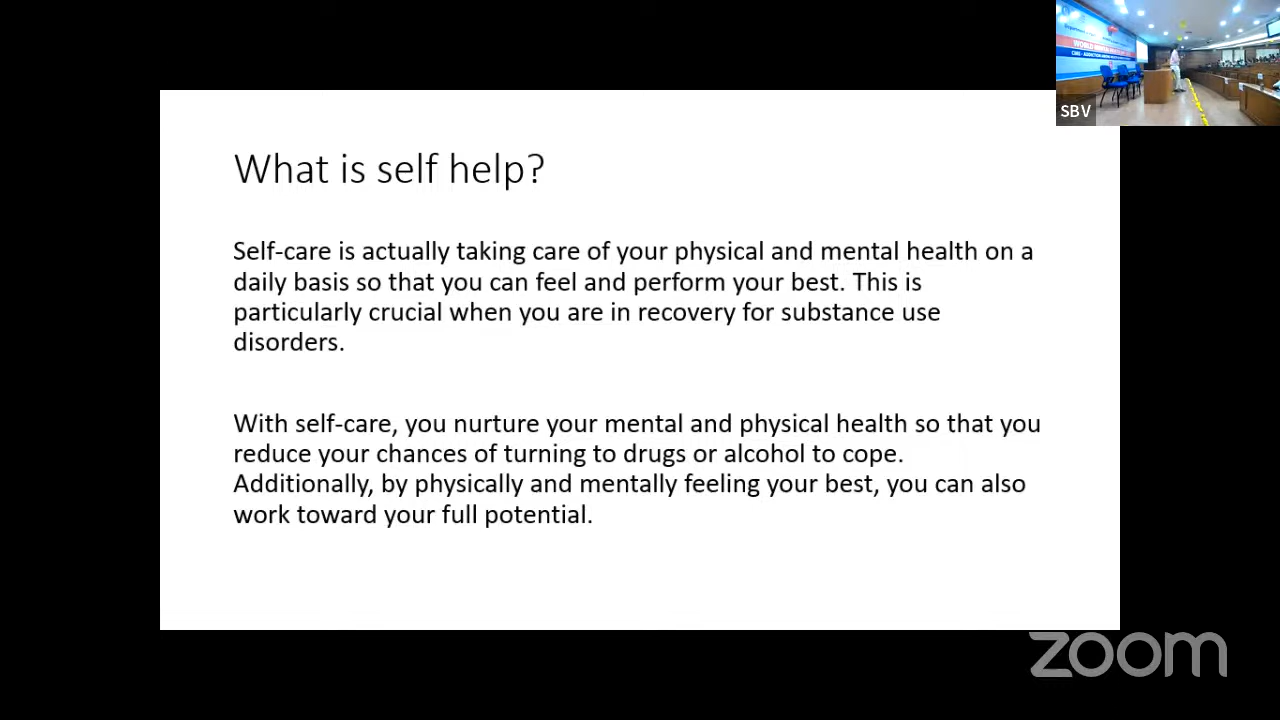 What is self help?
Self-care is actually taking care of your physical and mental health on a
daily basis so that you can feel and perform your best. This is
particularly crucial when you are in recovery for substance use
disorders.
With self-care, you nurture your mental and physical health so that you
reduce your chances of turning to drugs or alcohol to cope.
Additionally, by physically and mentally feeling your best, you can also
work toward your full potential.
SBV
zoom